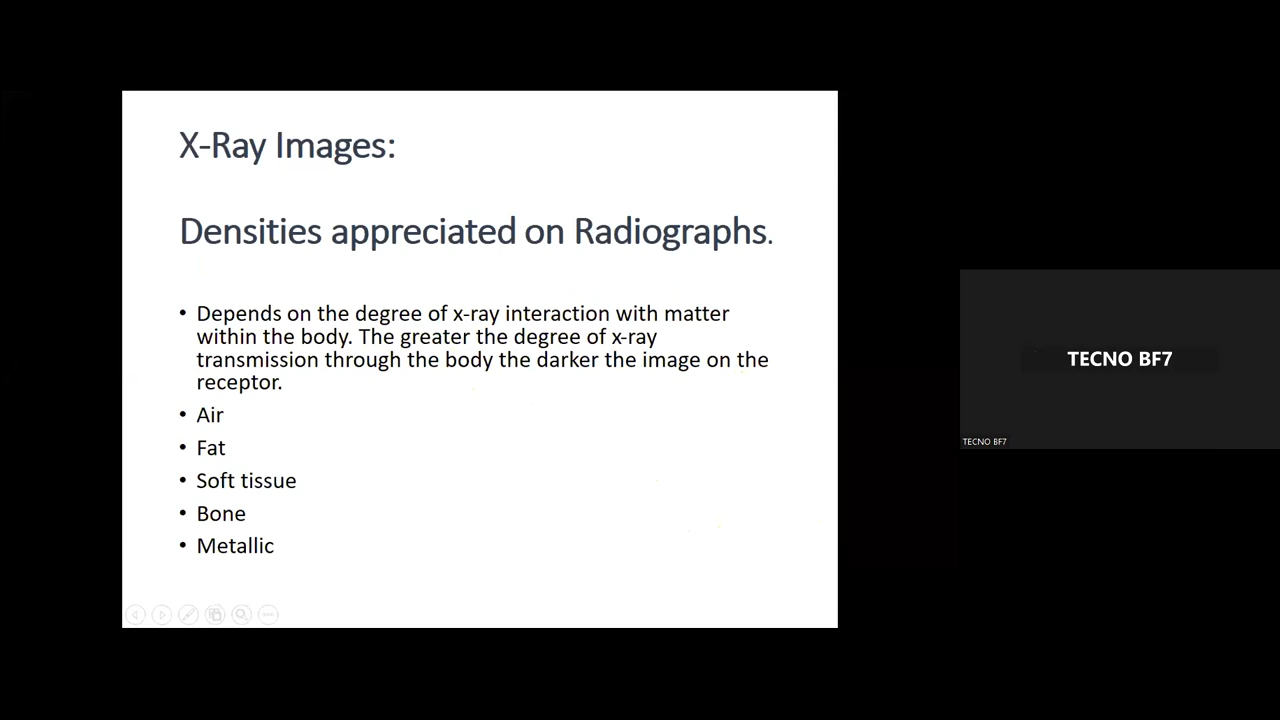 X-Ray Images:
Densities appreciated on Radiographs.
• Depends on the degree of x-ray interaction with matter
within the body. The greater the degree of x-ray
transmission through the body the darker the image on the
receptor.
• Air
• Fat
• Soft tissue
• Bone
• Metallic
TECNO BF7
TECNO BF7